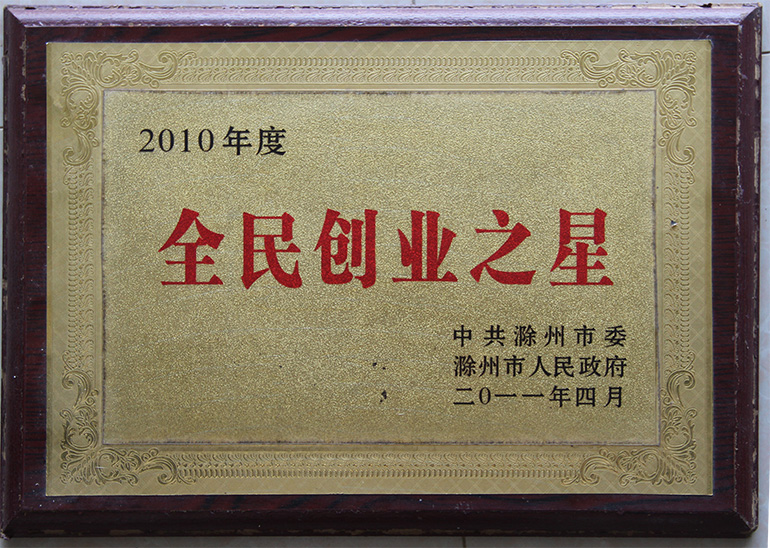 2010年度
全民创业之星
中共滁州市委
滁州市人民政府
二0一一年四月